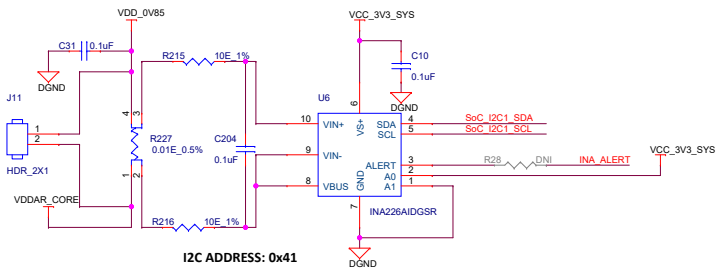 VDD_0V85
VCC_3V3_SYS
C31
0.1uF
DGND
R215
10E_1%
C10
0.1uF
DGND
J11
1
2
HDR_2X1
4
3
R227
0.01E_0.5%
1
2
C204
0.1uF
U6
6
VS+
10
VIN+
SDA
4
SoC_I2C1_SDA
SCL
5
SoC_I2C1_SCL
9
VIN-
8
VBUS
GND
7
ALERT
3
R28
DNI
INA_ALERT
A0
2
A1
1
VCC_3V3_SYS
INA226AIDGSR
VDDAR_CORE
R216
10E_1%
DGND
I2C ADDRESS: 0x41